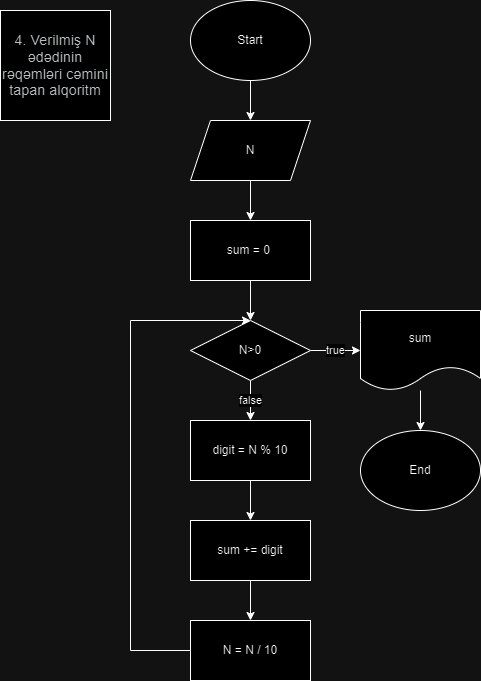 4. Verilmiş N
ədədinin
rəqəmləri cəmini
tapan alqoritm
Start
N
sum = 0
N>0
true
sum
false
digit = N % 10
End
sum += digit
N = N / 10